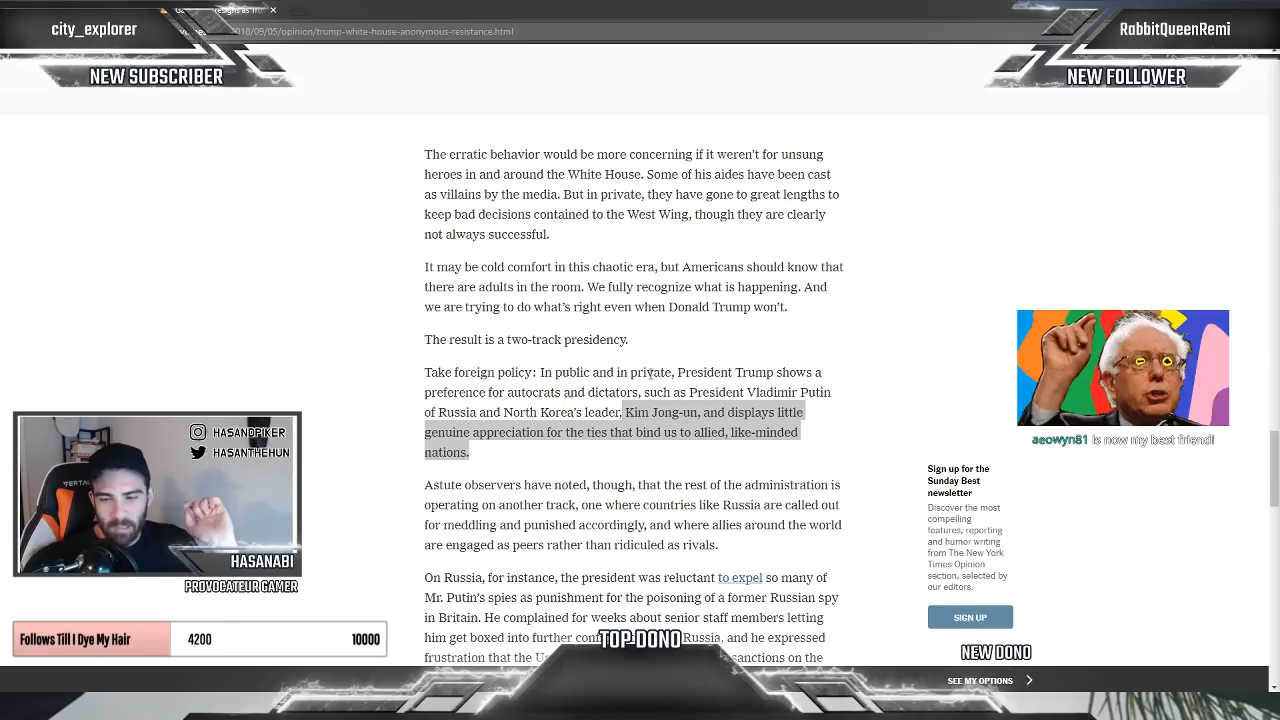 city_explorer
NEW SUBSCRIBER
2018/09/05/opinion/trump-white-house-anonymous-resistance.html
RabbitQueenRemi
NEW FOLLOWER
The erratic behavior would be more concerning if it weren’t for unsung
heroes in and around the White House. Some of his aides have been cast
as villains by the media. But in private, they have gone to great lengths to
keep bad decisions contained to the West Wing, though they are clearly
not always successful.
It may be cold comfort in this chaotic era, but Americans should know that
there are adults in the room. We fully recognize what is happening. And
we are trying to do what’s right even when Donald Trump won’t.
The result is a two-track presidency.
Take foreign policy: In public and in private, President Trump shows a
preference for autocrats and dictators, such as President Vladimir Putin
of Russia and North Korea’s leader, Kim Jong-un, and displays little
genuine appreciation for the ties that bind us to allied, like-minded
nations.
Astute observers have noted, though, that the rest of the administration is
operating on another track, one where countries like Russia are called out
for meddling and punished accordingly, and where allies around the world
are engaged as peers rather than ridiculed as rivals.
On Russia, for instance, the president was reluctant to expel so many of
Mr. Putin’s spies as punishment for the poisoning of a former Russian spy
in Britain. He complained for weeks about senior staff members letting
him get boxed into further Russia, and he expressed
frustration that the sanctions on the
aeowyn81 is now my best friend!
Sign up for the
Sunday Best
newsletter
Discover the most
compelling
features, reporting
and humor writing
from The New York
Times Opinion
section, selected by
our editors.
SIGN UP
HASANDPIKER
HASANTHEHUN
HASANABI
PROVOCATEUR GAMER
Follows Till I Dye My Hair 4200 10000
TOP DONO
NEW DONO
SEE MY OPTIONS